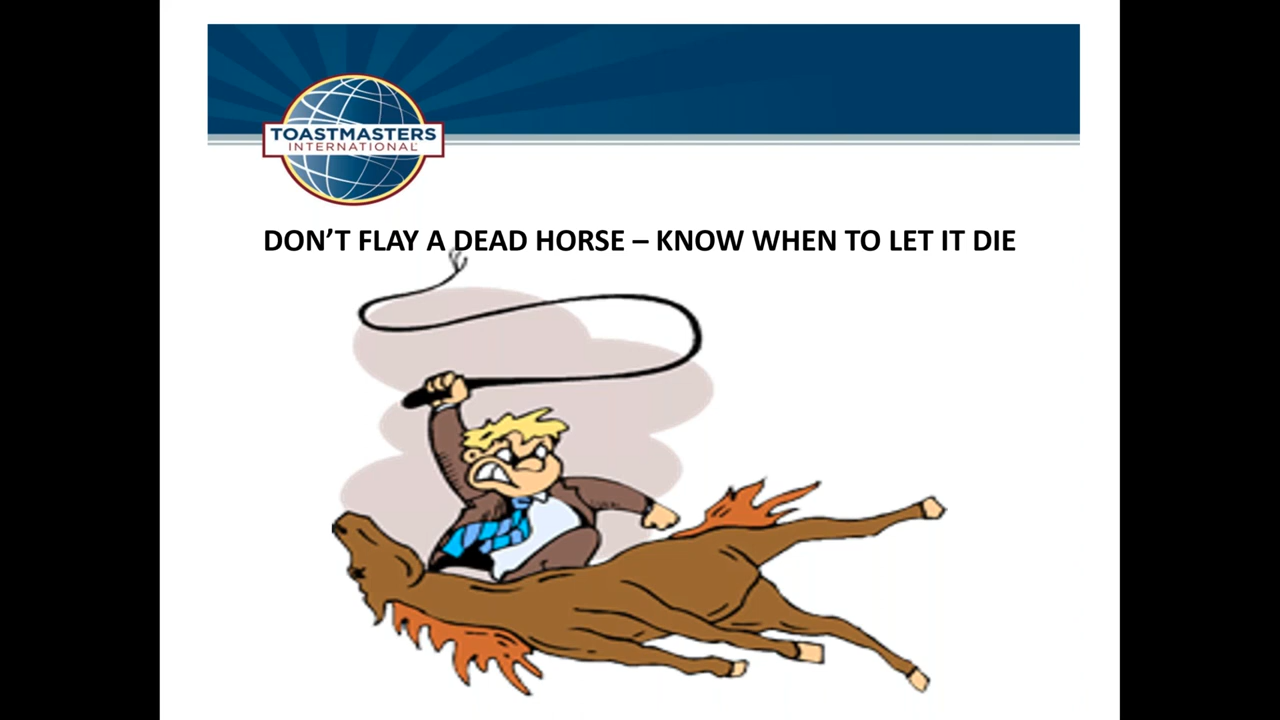 TOASTMASTERS
INTERNATIONAL
DON’T FLAY A DEAD HORSE – KNOW WHEN TO LET IT DIE